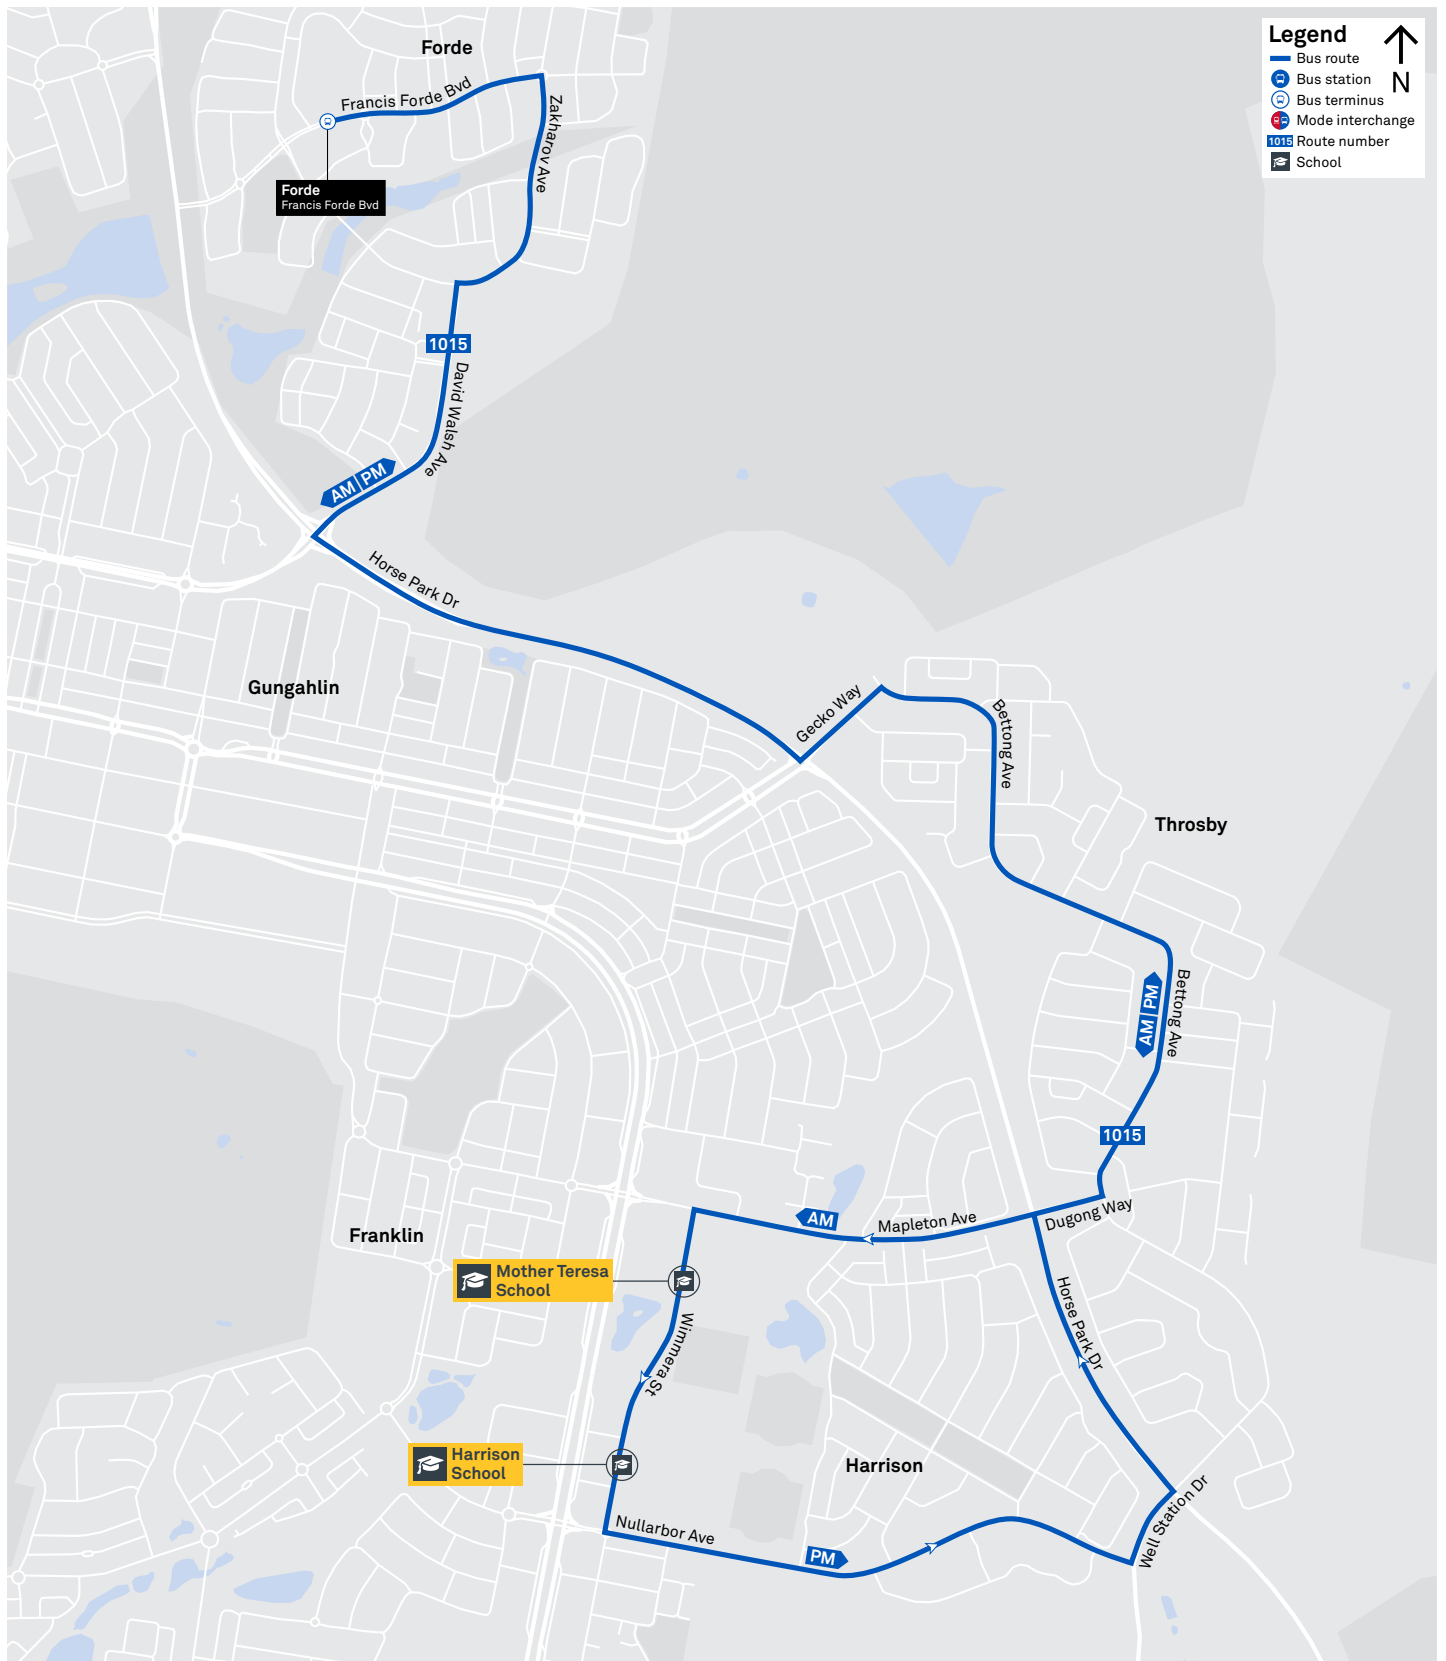 Legend
N
Bus route
Bus station
Bus terminus
Mode interchange
1015 Route number
School
Forde
Francis Forde Bvd
Zakharov Ave
Forde
Francis Forde Bvd
1015
David Walsh Ave
AM PM
Horse Park Dr
Gungahlin
Gecko Way
Bettong Ave
Throsby
Bettong Ave
AM PM
1015
Dugong Way
Mapleton Ave
AM
Franklin
Mother Teresa
School
Wimmera St
Horse Park Dr
Harrison
School
Harrison
Nullarbor Ave
PM
Well Station Dr